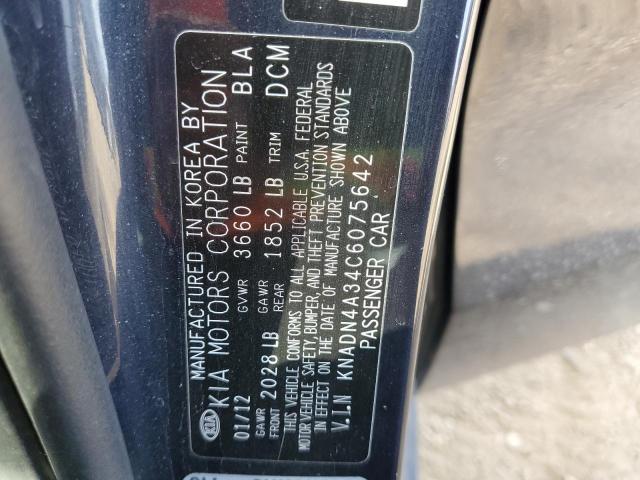 MANUFACTURED IN KOREA BY
KIA KIA MOTORS CORPORATION
01/12 GVWR 3660 LB PAINT BLA
GAWR FRONT 2028 LB GAWR REAR 1852 LB TRIM DCM
THIS VEHICLE CONFORMS TO ALL APPLICABLE U.S.A. FEDERAL
MOTOR VEHICLE SAFETY, BUMPER, AND THEFT PREVENTION STANDARDS
IN EFFECT ON THE DATE OF MANUFACTURE SHOWN ABOVE
V.I.N KNADN4A34C6075642
PASSENGER CAR